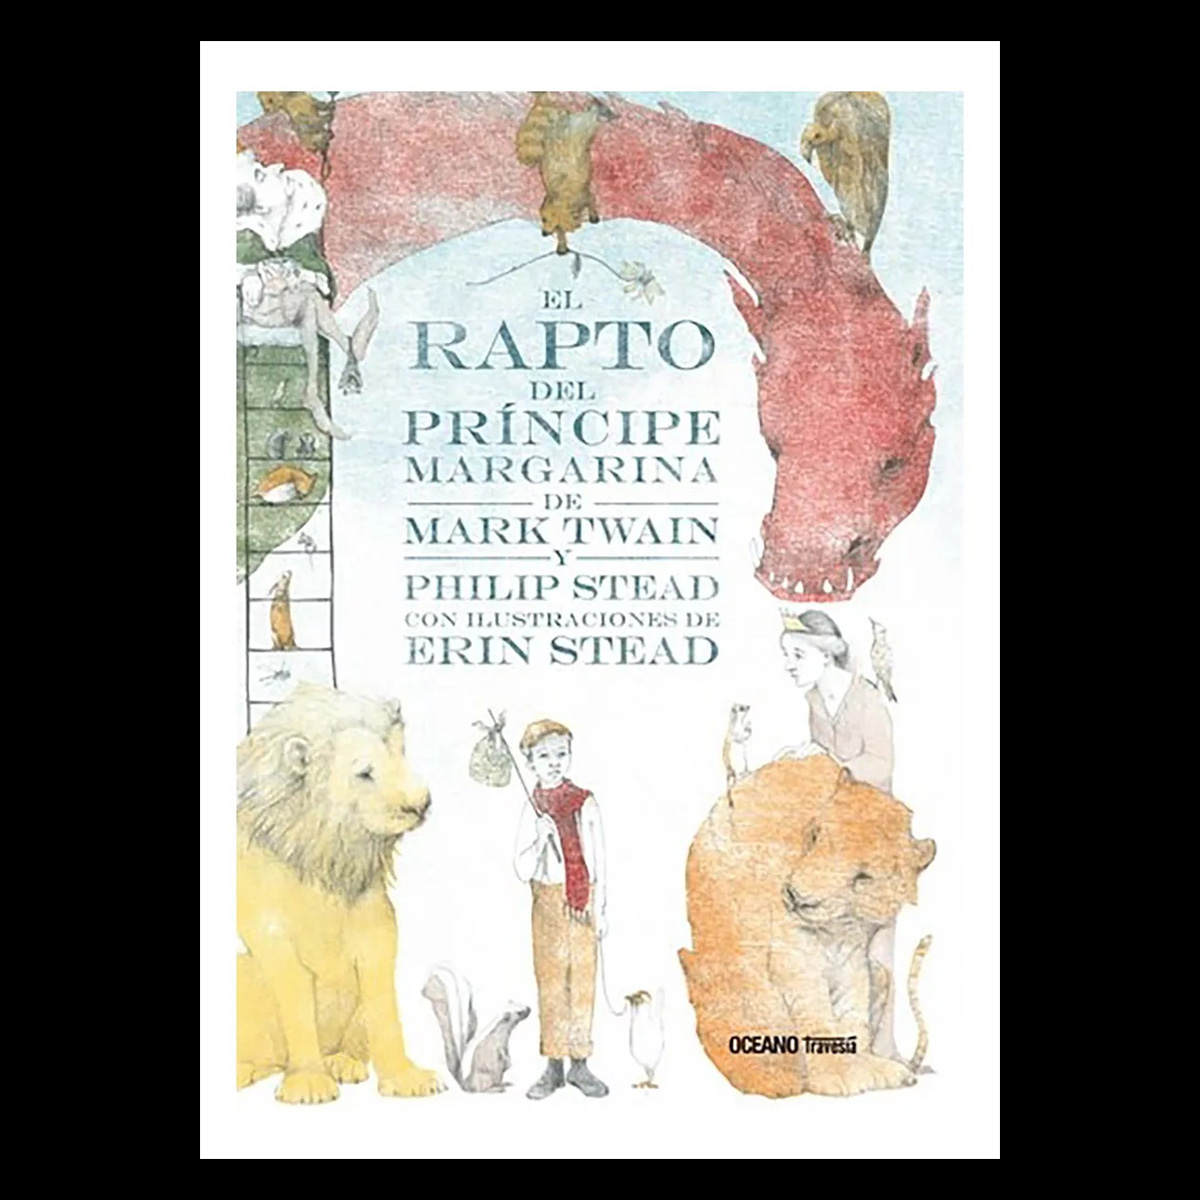 EL
RAPTO
DEL
PRÍNCIPE
MARGARINA
DE
MARK TWAIN
Y
PHILIP STEAD
CON ILUSTRACIONES DE
ERIN STEAD
OCEANO Travesía